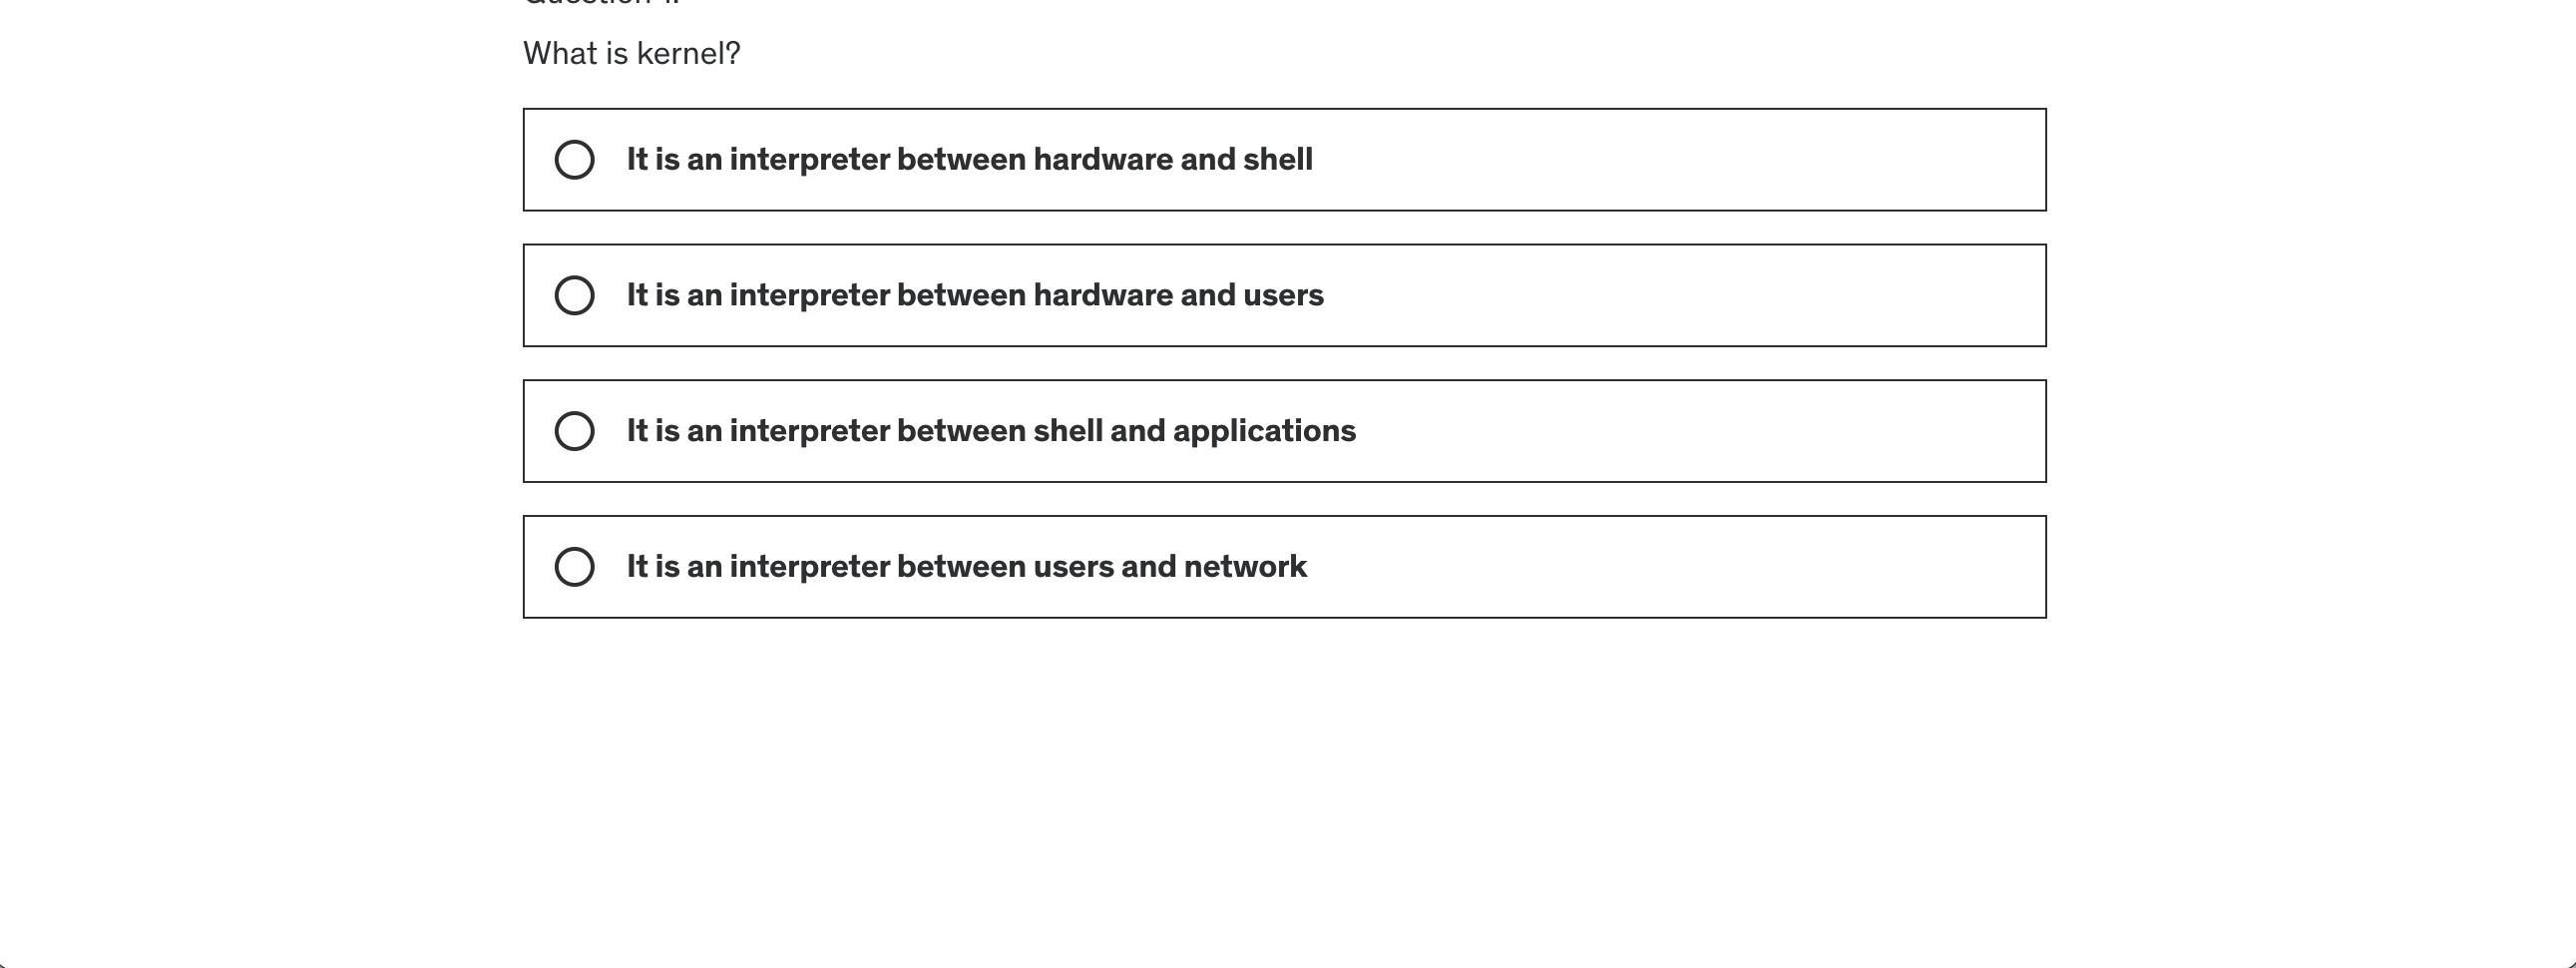 What is kernel?
It is an interpreter between hardware and shell
It is an interpreter between hardware and users
It is an interpreter between shell and applications
It is an interpreter between users and network